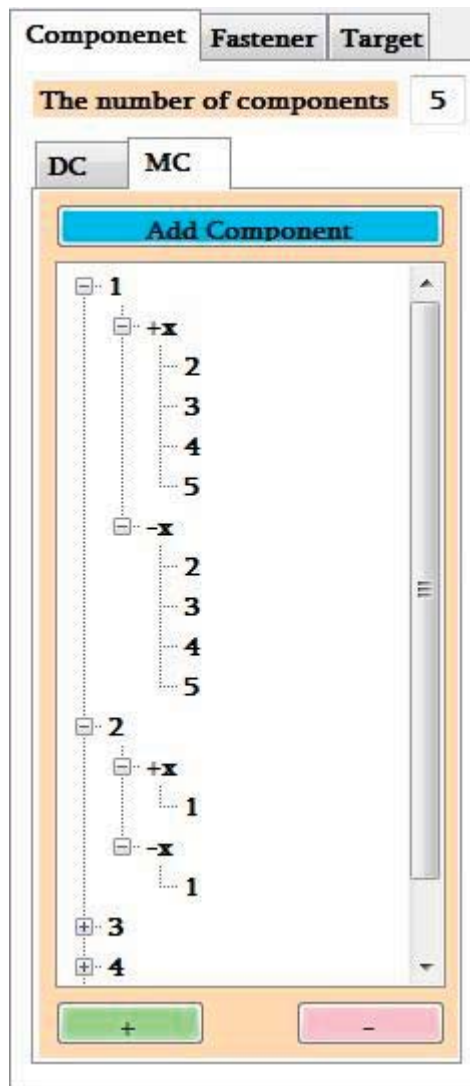 Componenet Fastener Target
The number of components 5
DC MC
Add Component
1
+x
2
3
4
5
-x
2
3
4
5
2
+x
1
-x
1
3
4
+ -